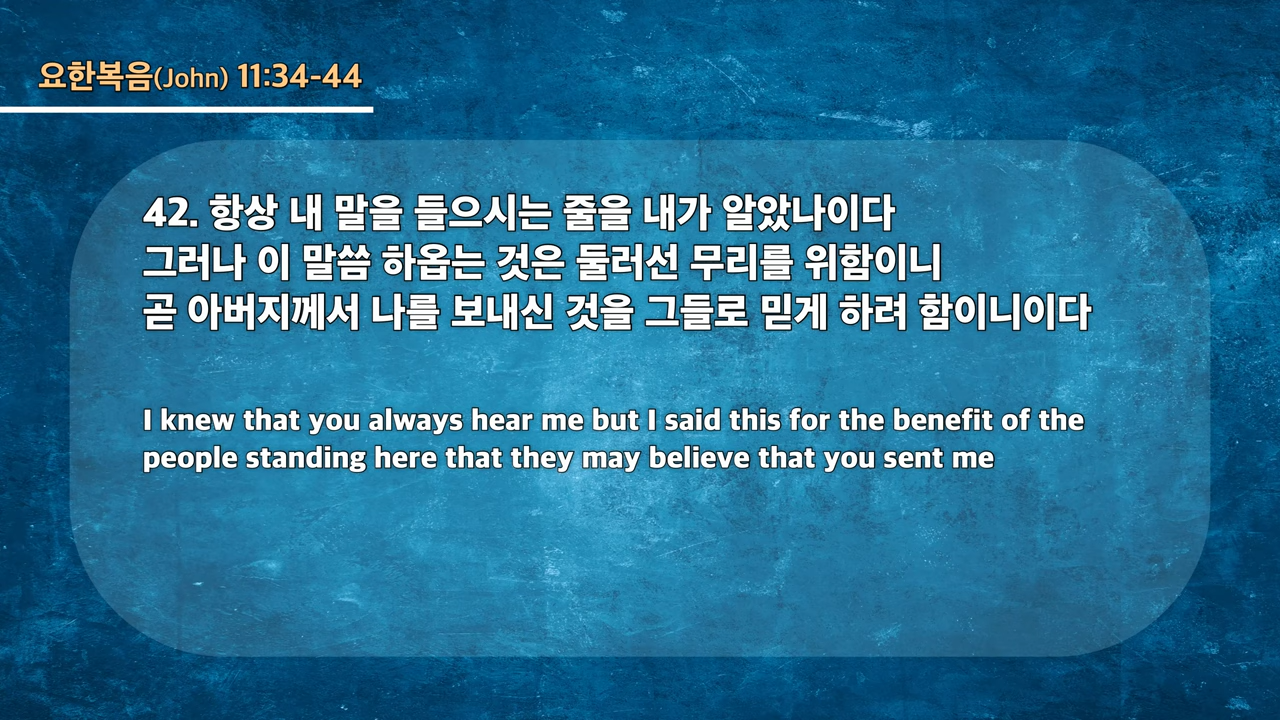 요한복음(John) 11:34-44
42. 항상 내 말을 들으시는 줄을 내가 알았나이다
그러나 이 말씀 하옵는 것은 둘러선 무리를 위함이니
곧 아버지께서 나를 보내신 것을 그들로 믿게 하려 함이니이다
I knew that you always hear me but I said this for the benefit of the
people standing here that they may believe that you sent me